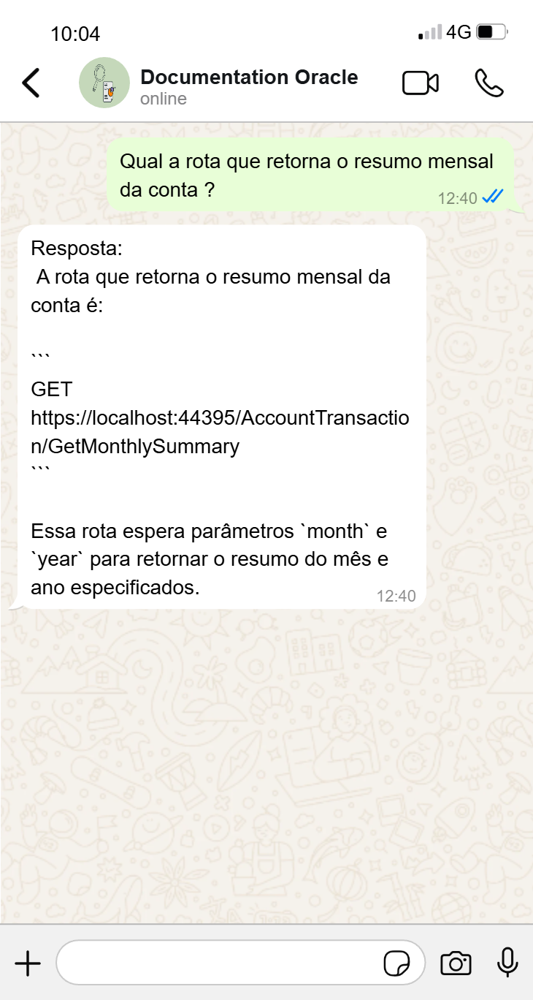 10:04
4G
Documentation Oracle
online
Qual a rota que retorna o resumo mensal
da conta ?
12:40
Resposta:
A rota que retorna o resumo mensal da
conta é:
```
GET
https://localhost:44395/AccountTransactio
n/GetMonthlySummary
```
Essa rota espera parâmetros `month` e
`year` para retornar o resumo do mês e
ano especificados.
12:40